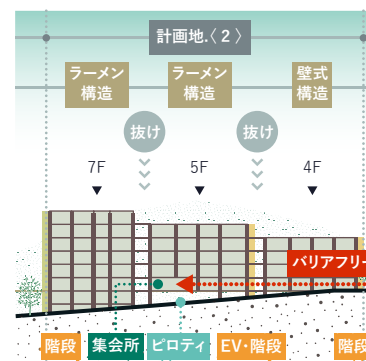 計画地.〈 2 〉
ラーメン
構造
ラーメン
構造
壁式
構造
抜け
抜け
7F
5F
4F
バリアフリー
階段
集会所
ピロティ
EV・階段
階段